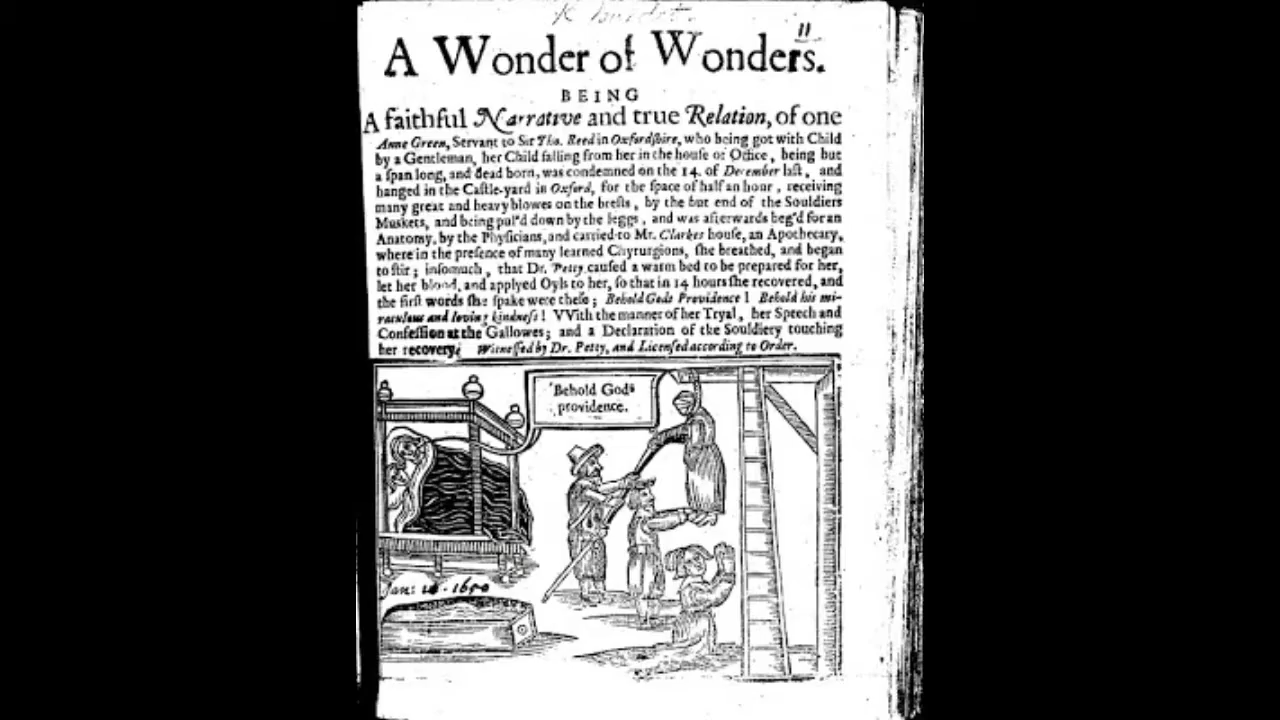 11
A Wonder of Wonders.
BEING
A faithful Narrative and true Relation, of one
Anne Green, Servant to Sir Tho. Reed in Oxfordſhire, who being got with Child
by a Gentleman, her Child falling from her in the houſe of Office, being but
a ſpan long, and dead born, was condemned on the 14. of December laſt, and
hanged in the Caſtle-yard in Oxford, for the ſpace of half an hour, receiving
many great and heavy blowes on the breſts, by the but end of the Souldiers
Muskets, and being pul'd down by the leggs, and was afterwards beg'd for an
Anatomy, by the Phyſicians, and carried to Mr. Clarkes houſe, an Apothecary,
where in the preſence of many learned Chyrurgions, ſhe breathed, and began
to ſtir; inſomuch, that Dr. Petty cauſed a warm bed to be prepared for her,
let her blood, and applyed Oyls to her, ſo that in 14 hours ſhe recovered, and
the firſt words ſhe ſpake were theſe; Behold Gods Providence! Behold his mi-
raculous and loving kindneſs! VVith the manner of her Tryal, her Speech and
Confeſſion at the Gallowes; and a Declaration of the Souldiery touching
her recovery. Witneſſed by Dr. Petty, and Licenſed according to Order.
Behold Gods
providence.
Jan: 1650